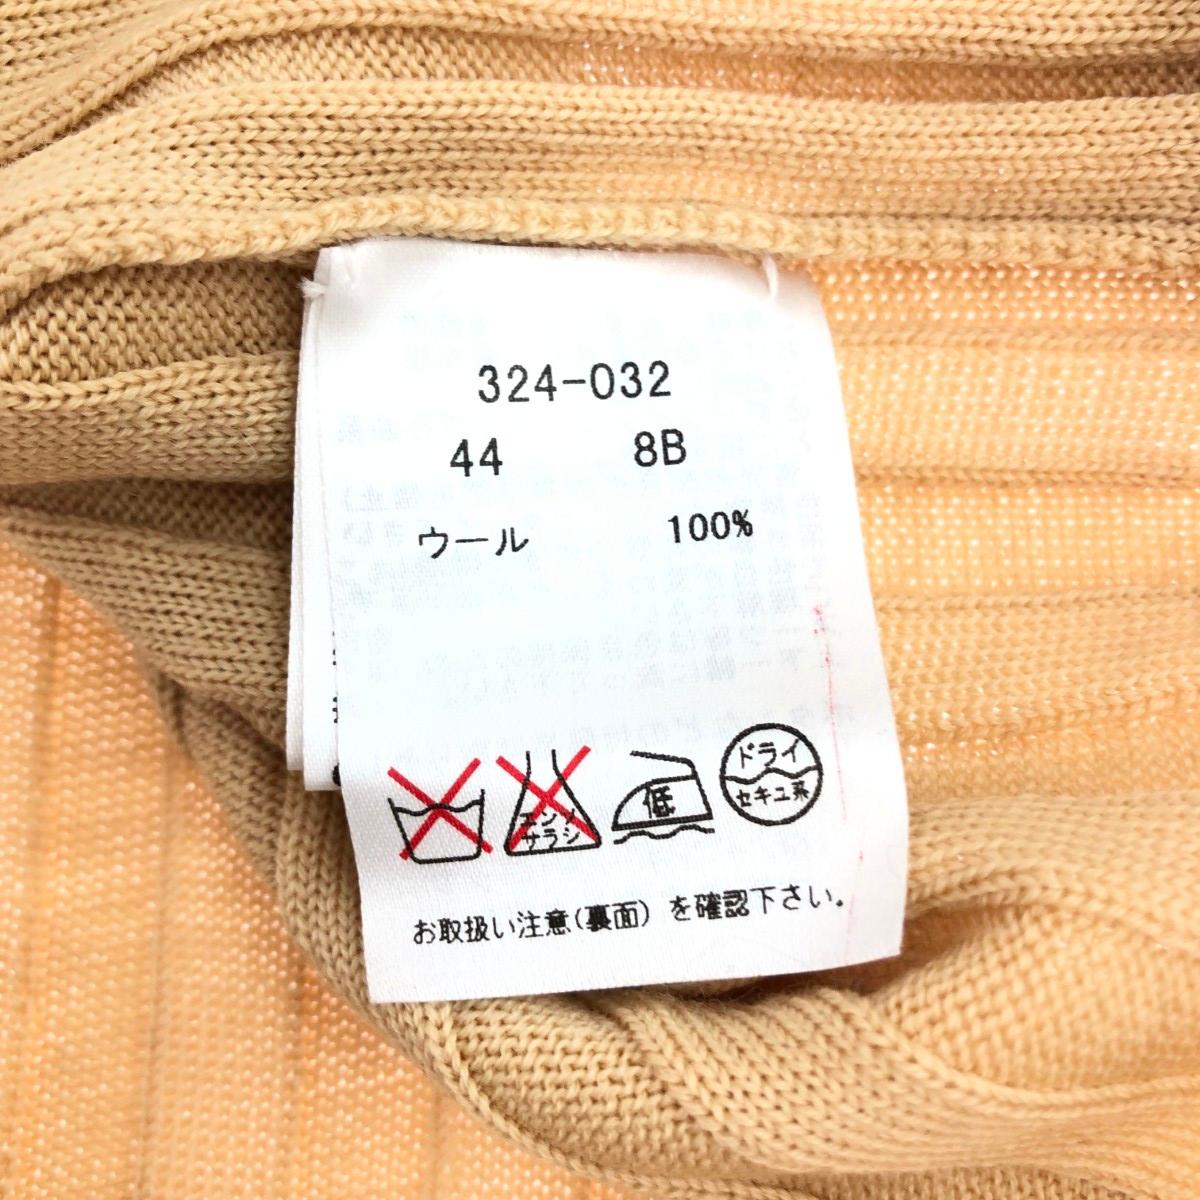 324-032
44 8B
ウール 100%
エンソ
サラシ
低
ドライ
セキユ系
お取扱い注意(裏面)を確認下さい。